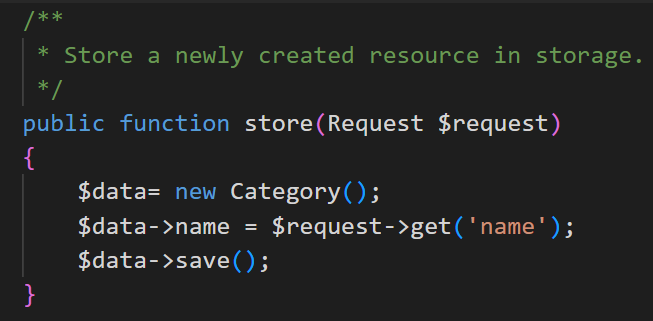 /**
* Store a newly created resource in storage.
*/
public function store(Request $request)
{
$data= new Category();
$data->name = $request->get('name');
$data->save();
}